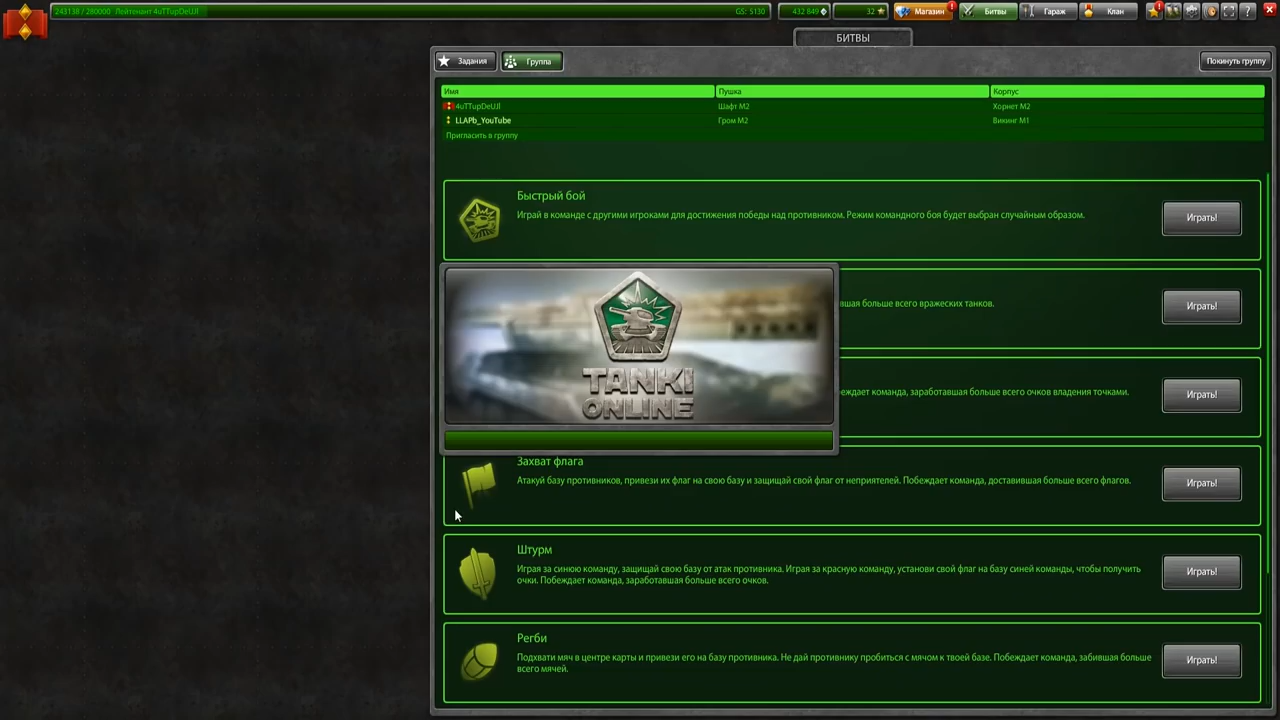 243138 / 280000 Лейтенант 4uTTupDeUJl
GS: 5130
432 849
32
Магазин
Битвы
Гараж
Клан
?
БИТВЫ
Задания
Группа
Покинуть группу
Имя
Пушка
Корпус
4uTTupDeUJl
Шафт М2
Хорнет М2
LLAPb_YouTube
Гром М2
Викинг М1
Пригласить в группу
Быстрый бой
Играй в команде с другими игроками для достижения победы над противником. Режим командного боя будет выбран случайным образом.
Играть!
вшая больше всего вражеских танков.
Играть!
беждает команда, заработавшая больше всего очков владения точками.
Играть!
TANKI
ONLINE
Захват флага
Атакуй базу противников, привези их флаг на свою базу и защищай свой флаг от неприятелей. Побеждает команда, доставившая больше всего флагов.
Играть!
Штурм
Играя за синюю команду, защищай свою базу от атак противника. Играя за красную команду, установи свой флаг на базу синей команды, чтобы получить
очки. Побеждает команда, заработавшая больше всего очков.
Играть!
Регби
Подхвати мяч в центре карты и привези его на базу противника. Не дай противнику пробиться с мячом к твоей базе. Побеждает команда, забившая больше
всего мячей.
Играть!